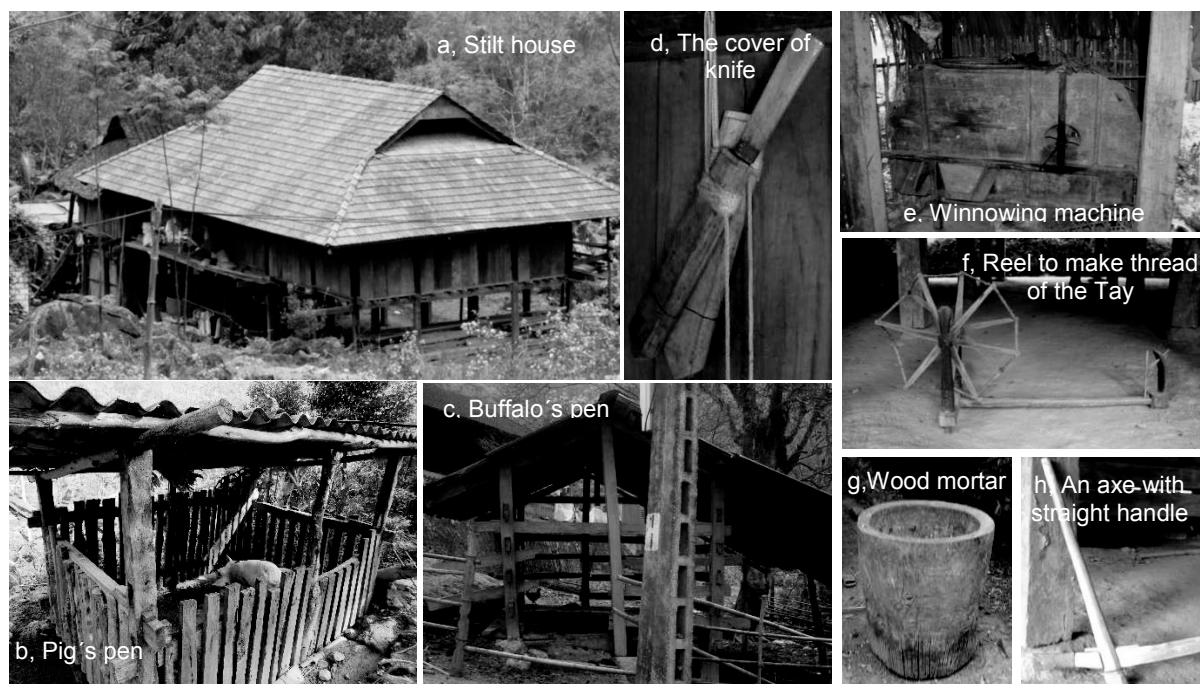 a, Stilt house
d, The cover of
knife
e, Winnowing machine
f, Reel to make thread
of the Tay
b, Pig´s pen
c. Buffalo´s pen
g,Wood mortar
h, An axe with
straight handle